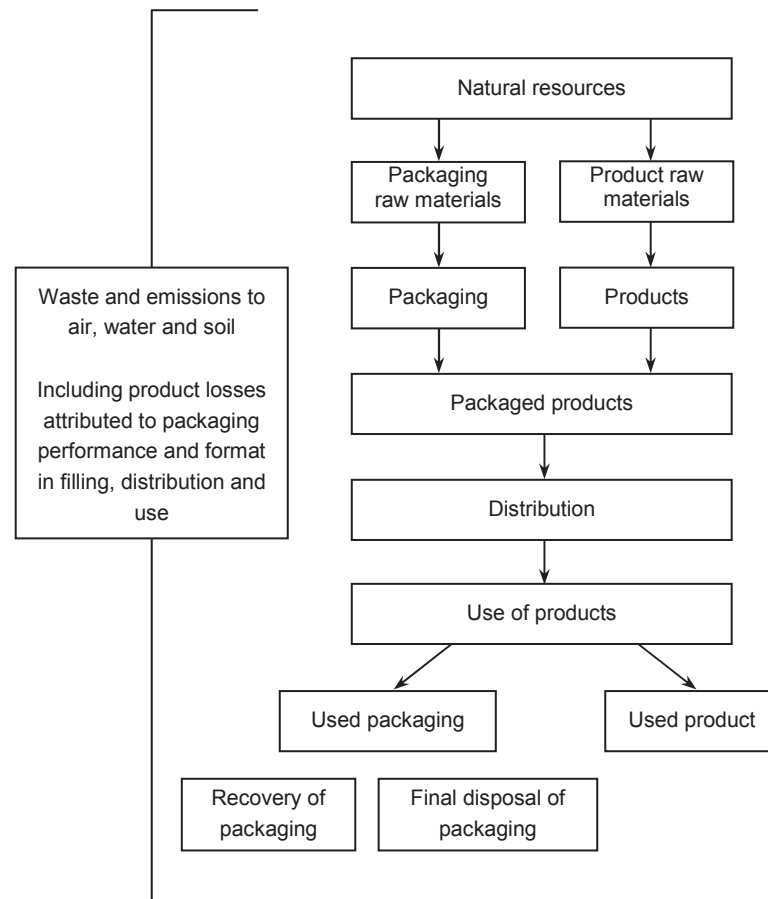 Natural resources
Packaging
raw materials
Product raw
materials
Waste and emissions to
air, water and soil
Including product losses
attributed to packaging
performance and format
in filling, distribution and
use
Packaging
Products
Packaged products
Distribution
Use of products
Used packaging
Used product
Recovery of
packaging
Final disposal of
packaging